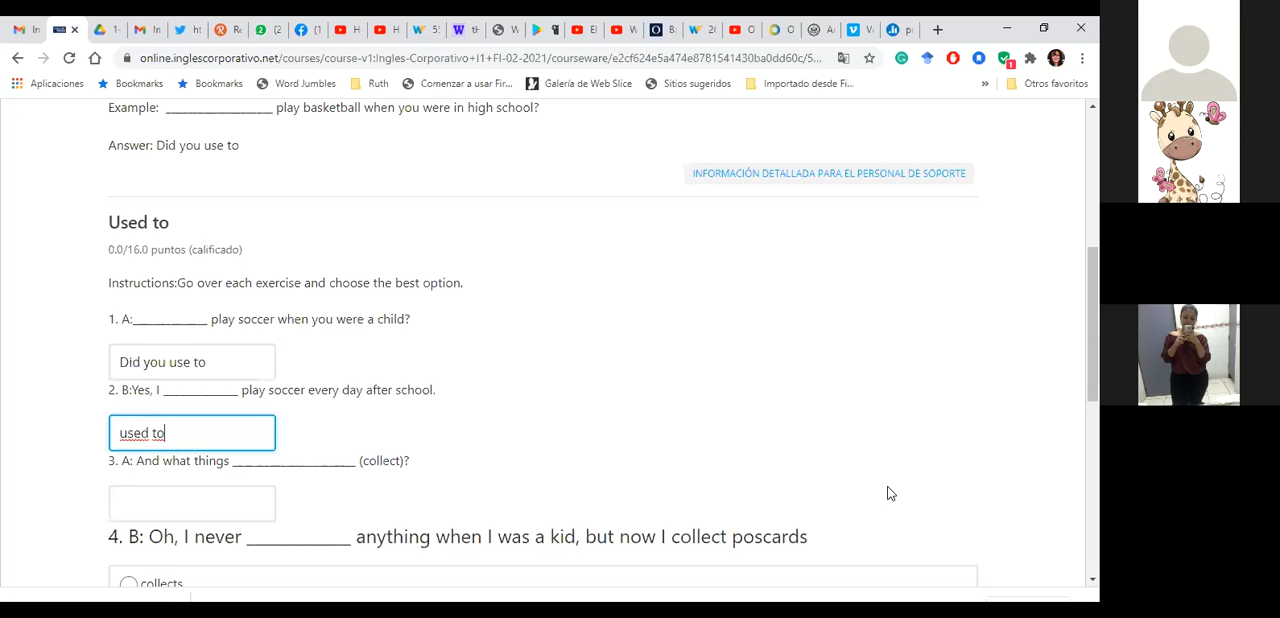 online.inglescorporativo.net/courses/course-v1:Ingles-Corporativo+I1+FI-02-2021/courseware/e2cf624e5a474e8781541430ba0dd60c/5...
Aplicaciones Bookmarks Bookmarks Word Jumbles Ruth Comenzar a usar Fir... Galería de Web Slice Sitios sugeridos Importado desde Fi... » Otros favoritos
Example: ____________________ play basketball when you were in high school?
Answer: Did you use to
INFORMACIÓN DETALLADA PARA EL PERSONAL DE SOPORTE
Used to
0.0/16.0 puntos (calificado)
Instructions:Go over each exercise and choose the best option.
1. A:______________ play soccer when you were a child?
Did you use to
2. B:Yes, I ______________ play soccer every day after school.
used to
3. A: And what things _______________________ (collect)?
4. B: Oh, I never _____________ anything when I was a kid, but now I collect poscards
collects